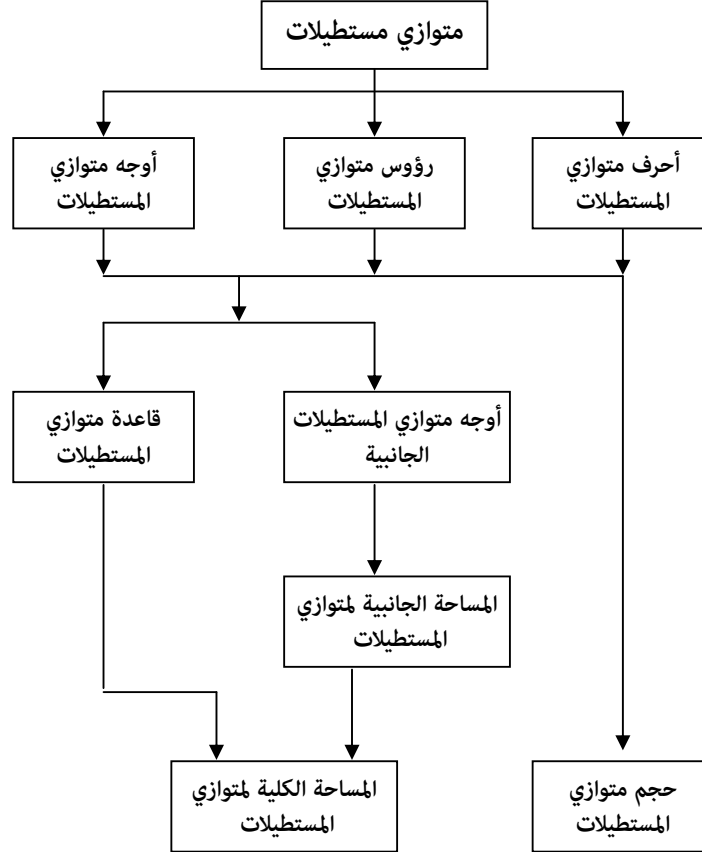 متوازي مستطيلات
أحرف متوازي
المستطيلات
رؤوس متوازي
المستطيلات
أوجه متوازي
المستطيلات
أوجه متوازي المستطيلات
الجانبية
قاعدة متوازي
المستطيلات
المساحة الجانبية لمتوازي
المستطيلات
حجم متوازي
المستطيلات
المساحة الكلية لمتوازي
المستطيلات